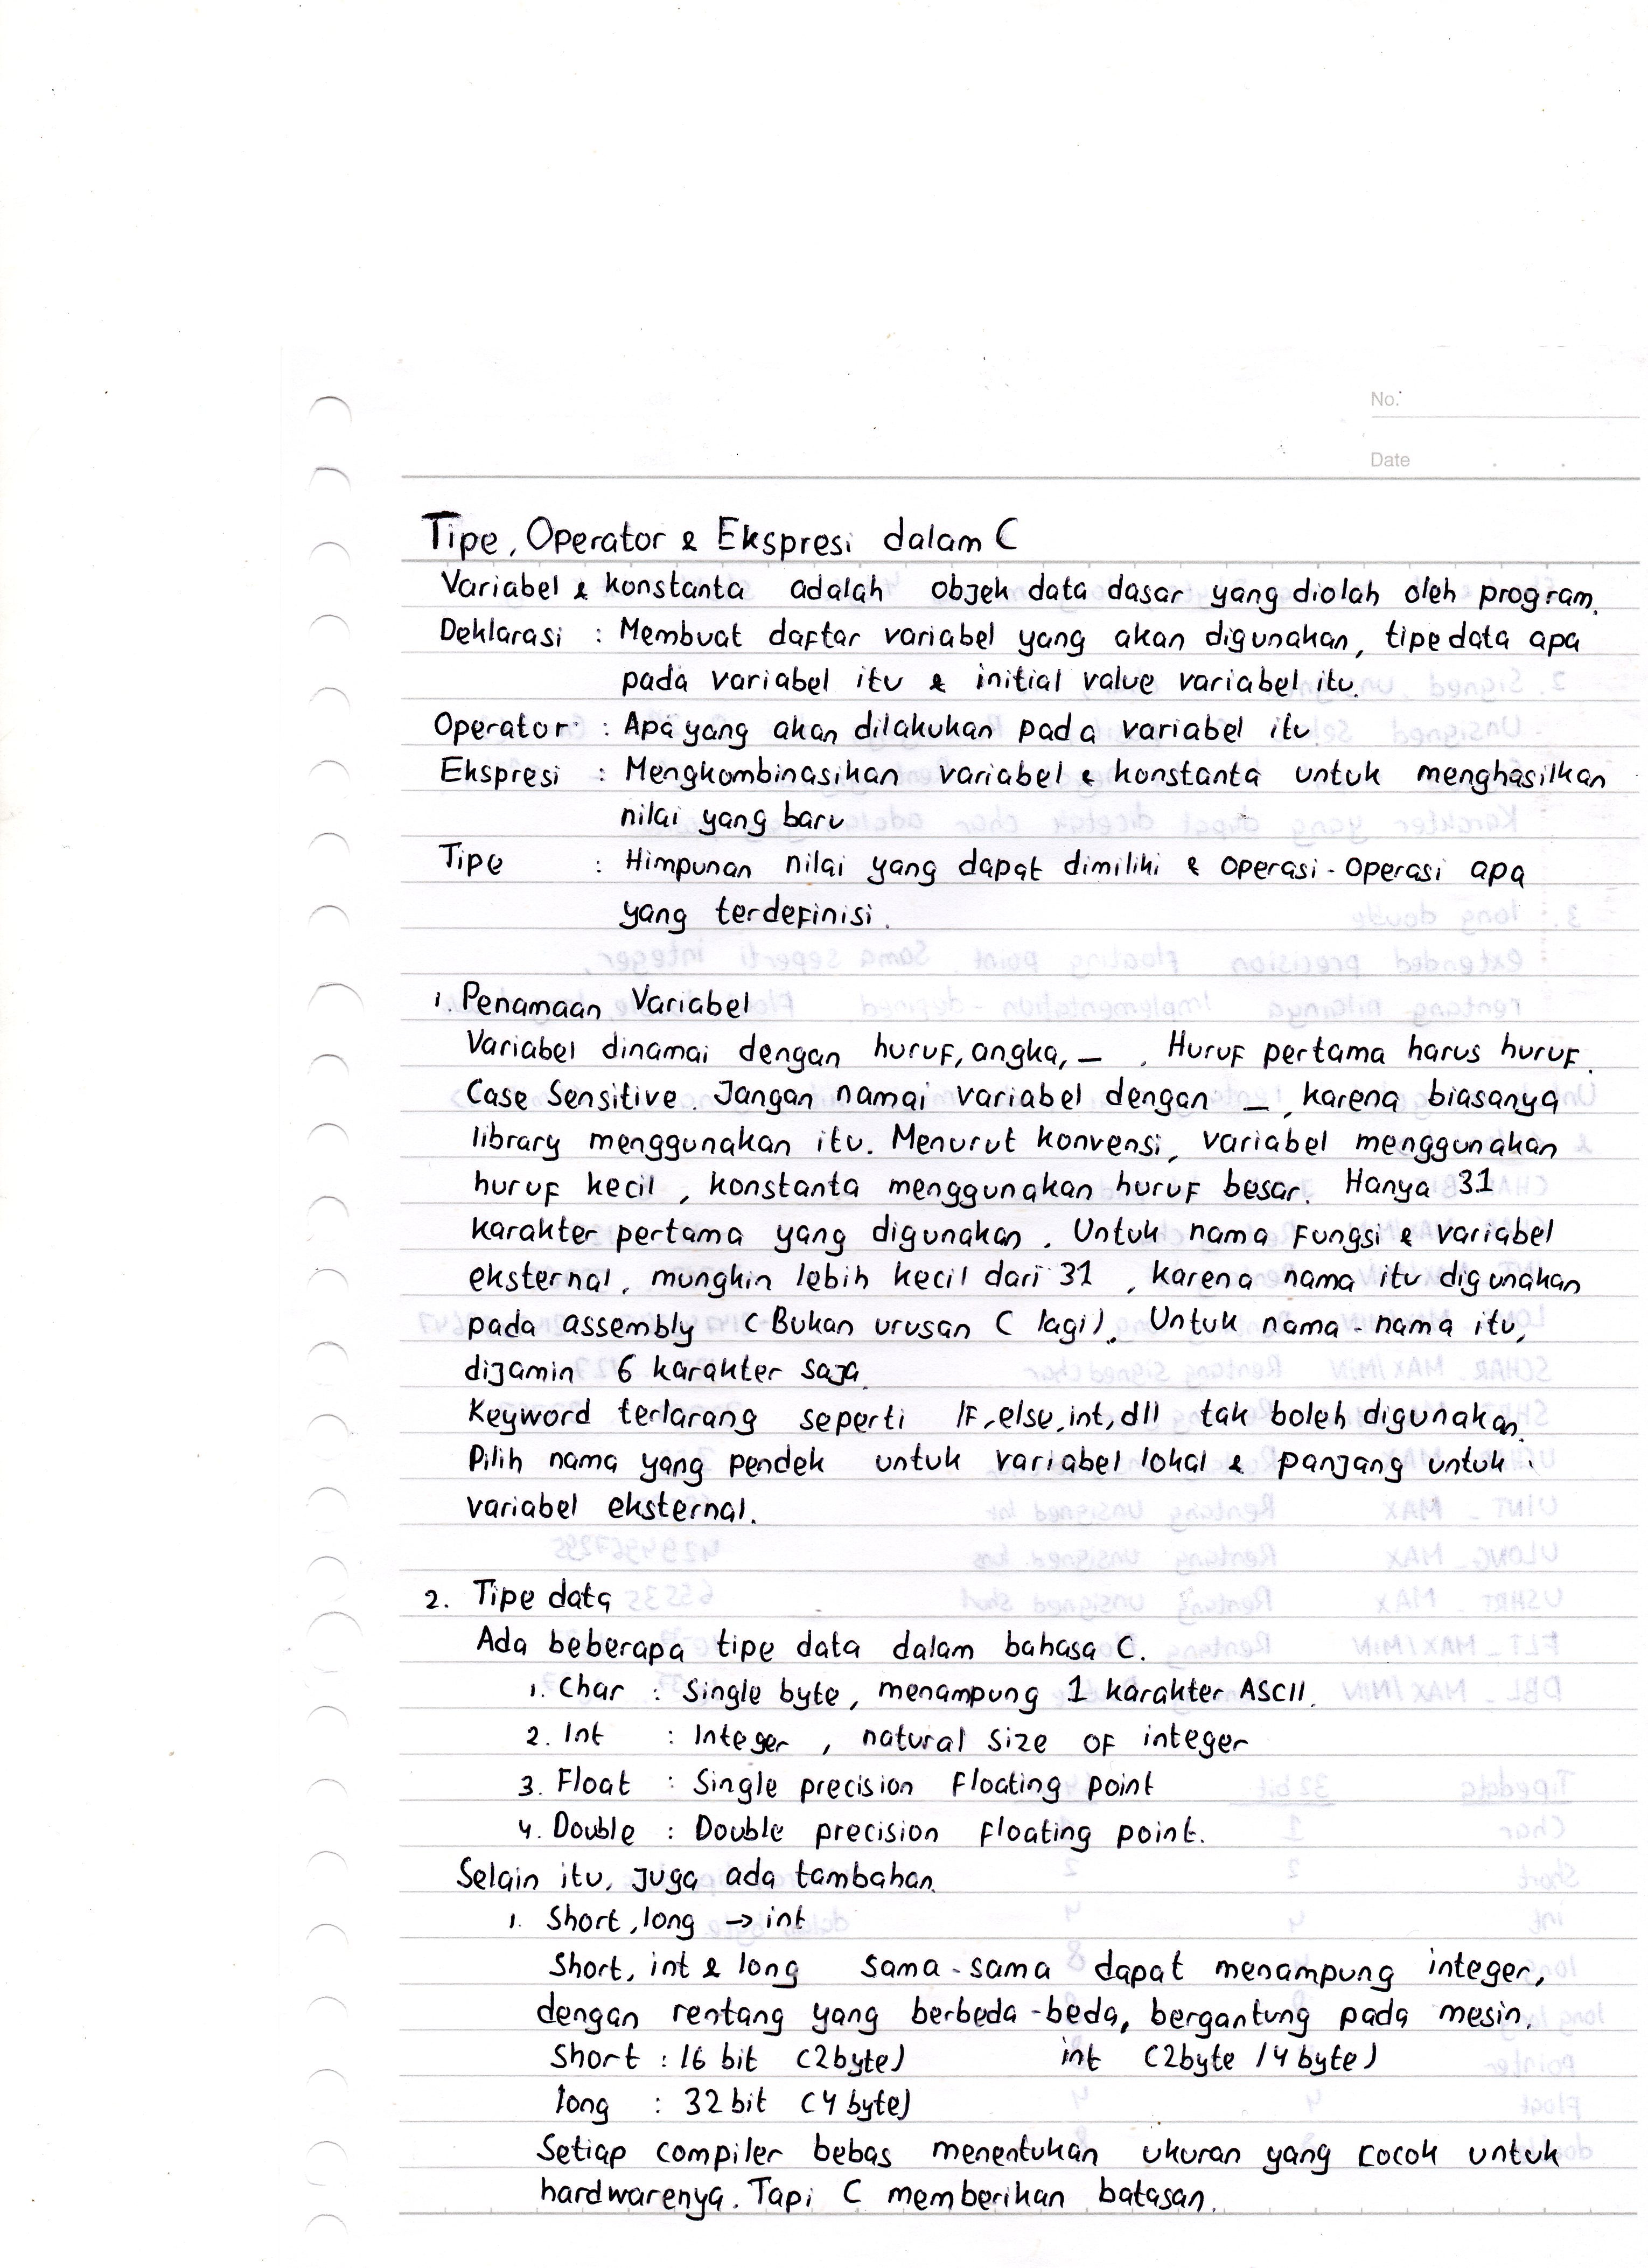 No.
Date
Tipe, Operator & Ekspresi dalam C
Variabel & konstanta adalah objek data dasar yang diolah oleh program.
Deklarasi : Membuat daftar variabel yang akan digunakan, tipe data apa
pada variabel itu & initial value variabel itu.
Operator : Apa yang akan dilakukan pada variabel itu
Ekspresi : Mengkombinasikan variabel & konstanta untuk menghasilkan
nilai yang baru
Tipe : Himpunan nilai yang dapat dimiliki & operasi-operasi apa
yang terdefinisi.
1. Penamaan Variabel
Variabel dinamai dengan huruf, angka, _ . Huruf pertama harus huruf.
Case Sensitive. Jangan namai variabel dengan _, karena biasanya
library menggunakan itu. Menurut konvensi, variabel menggunakan
huruf kecil, konstanta menggunakan huruf besar. Hanya 31
karakter pertama yang digunakan. Untuk nama fungsi & variabel
eksternal, mungkin lebih kecil dari 31, karena nama itu digunakan
pada assembly (Bukan urusan C lagi). Untuk nama-nama itu,
dijamin 6 karakter saja.
Keyword terlarang seperti if, else, int, dll tak boleh digunakan.
Pilih nama yang pendek untuk variabel lokal & panjang untuk
variabel eksternal.
2. Tipe data
Ada beberapa tipe data dalam bahasa C.
1. Char : Single byte, menampung 1 karakter ASCII.
2. Int : Integer, natural size of integer
3. Float : Single precision floating point
4. Double : Double precision floating point.
Selain itu, juga ada tambahan.
1. Short, long → int
Short, int & long sama-sama dapat menampung integer,
dengan rentang yang berbeda-beda, bergantung pada mesin.
Short : 16 bit (2byte) int (2byte / 4 byte)
long : 32 bit (4 byte)
Setiap compiler bebas menentukan ukuran yang cocok untuk
hardwarenya. Tapi C memberikan batasan.